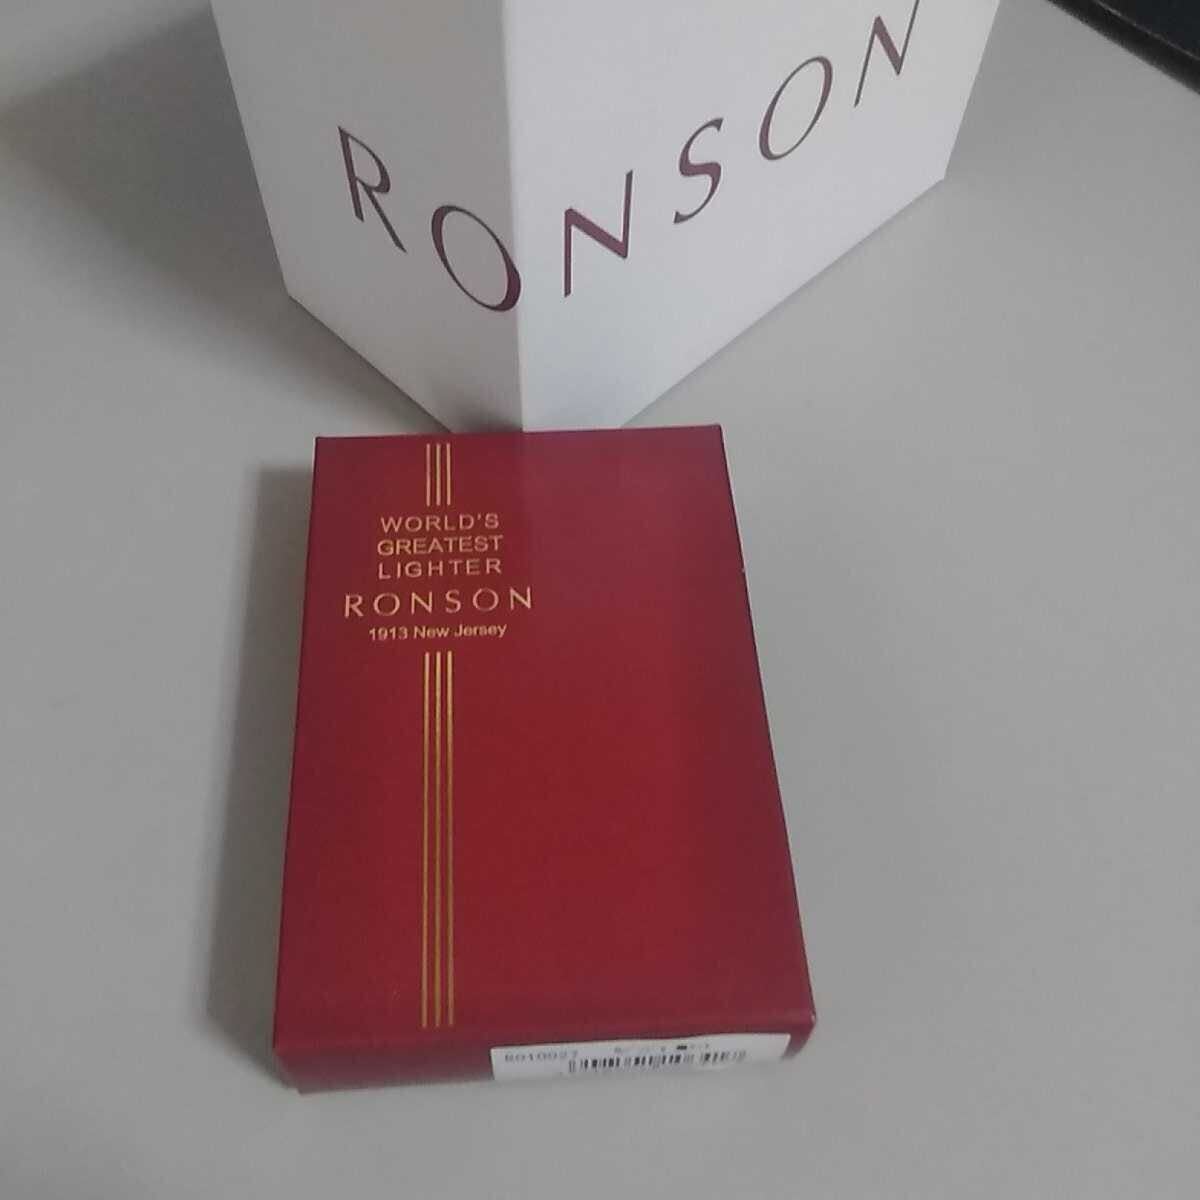 RONSON
WORLD'S
GREATEST
LIGHTER
RONSON
1913 New Jersey